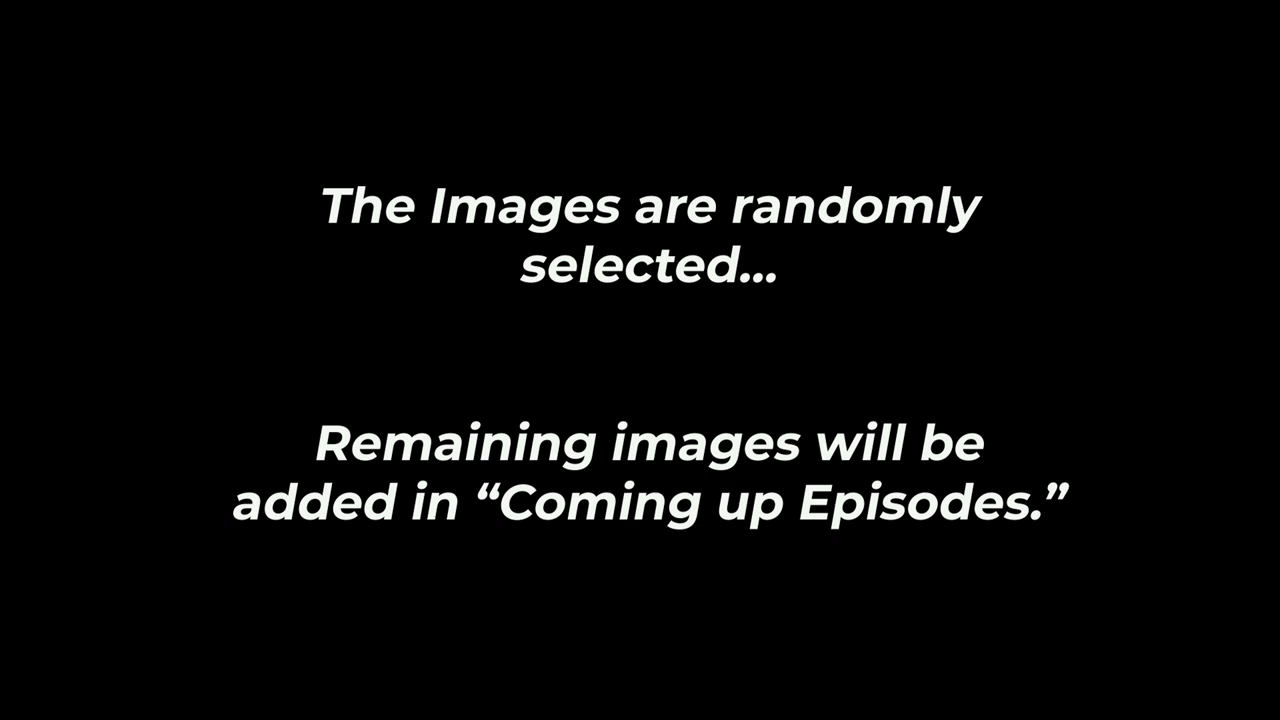 The Images are randomly
selected...
Remaining images will be
added in “Coming up Episodes.”